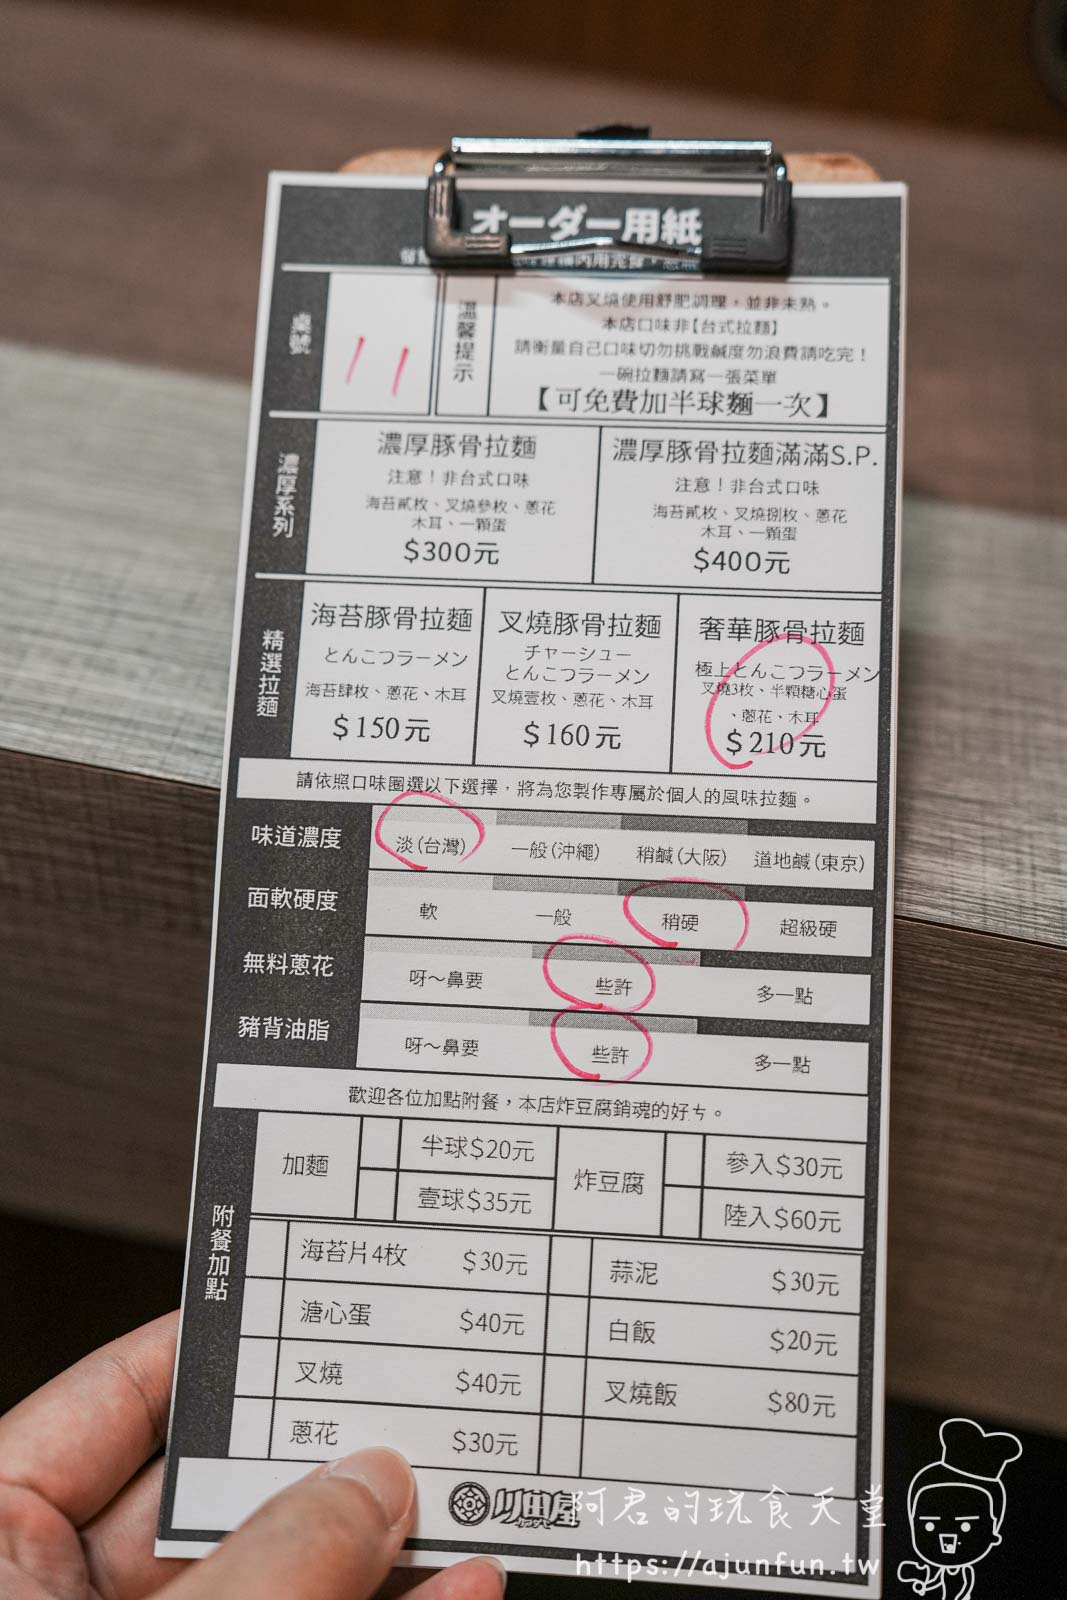 オーダー用紙
桌號
11
溫馨提示
本店叉燒使用舒肥調理，並非未熟。
本店口味非【台式拉麵】
請衡量自己口味切勿挑戰鹹度勿浪費請吃完！
一碗拉麵請寫一張菜單
【可免費加半球麵一次】
濃厚系列
濃厚豚骨拉麵
注意！非台式口味
海苔貳枚、叉燒參枚、蔥花
木耳、一顆蛋
$300元
濃厚豚骨拉麵滿滿S.P.
注意！非台式口味
海苔貳枚、叉燒捌枚、蔥花
木耳、一顆蛋
$400元
精選拉麵
海苔豚骨拉麵
とんこつラーメン
海苔肆枚、蔥花、木耳
$150元
叉燒豚骨拉麵
チャーシュー
とんこつラーメン
叉燒壹枚、蔥花、木耳
$160元
奢華豚骨拉麵
極上とんこつラーメン
叉燒3枚、半顆糖心蛋
、蔥花、木耳
$210元
請依照口味圈選以下選擇，將為您製作專屬於個人的風味拉麵。
味道濃度 淡(台灣) 一般(沖繩) 稍鹹(大阪) 道地鹹(東京)
面軟硬度 軟 一般 稍硬 超級硬
無料蔥花 呀～鼻要 些許 多一點
豬背油脂 呀～鼻要 些許 多一點
歡迎各位加點附餐，本店炸豆腐銷魂的好ㄘ。
附餐加點
加麵
半球$20元
壹球$35元
炸豆腐
參入$30元
陸入$60元
海苔片4枚 $30元
蒜泥 $30元
溏心蛋 $40元
白飯 $20元
叉燒 $40元
叉燒飯 $80元
蔥花 $30元
阿君的玩食天堂
https://ajunfun.tw